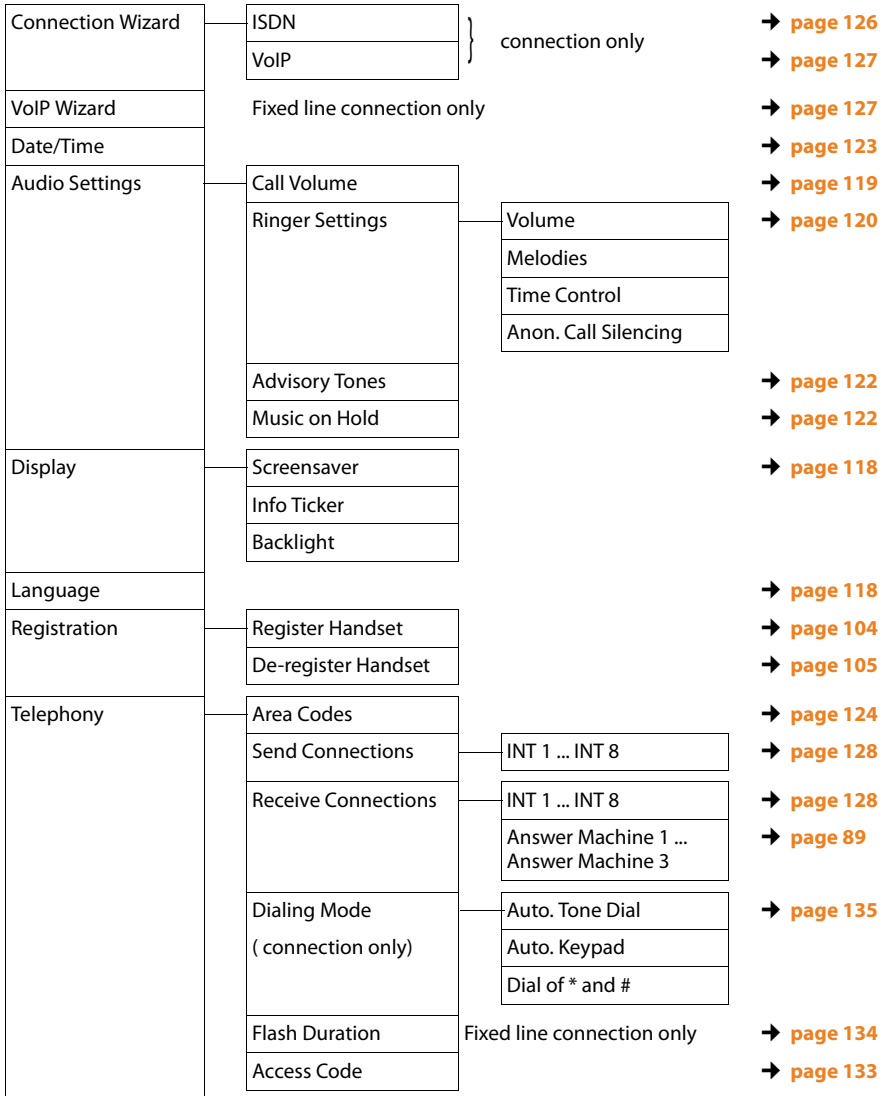 Connection Wizard ISDN } connection only ➜ page 126
VoIP ➜ page 127
VoIP Wizard Fixed line connection only ➜ page 127
Date/Time ➜ page 123
Audio Settings Call Volume ➜ page 119
Ringer Settings Volume ➜ page 120
Melodies
Time Control
Anon. Call Silencing
Advisory Tones ➜ page 122
Music on Hold ➜ page 122
Display Screensaver ➜ page 118
Info Ticker
Backlight
Language ➜ page 118
Registration Register Handset ➜ page 104
De-register Handset ➜ page 105
Telephony Area Codes ➜ page 124
Send Connections INT 1 ... INT 8 ➜ page 128
Receive Connections INT 1 ... INT 8 ➜ page 128
Answer Machine 1 ... ➜ page 89
Answer Machine 3
Dialing Mode Auto. Tone Dial ➜ page 135
( connection only) Auto. Keypad
Dial of * and #
Flash Duration Fixed line connection only ➜ page 134
Access Code ➜ page 133